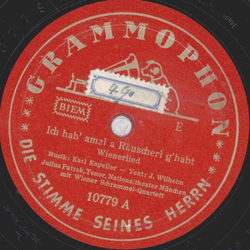 GRAMMOPHON
4.90
BIEM
E
Ich hab' amol a Räuscherl g'habt
Wienerlied
Musik: Karl Kapeller - Text: J. Wilhelm
Julius Patzak, Tenor, Nationaltheater München
mit Wiener Schrammel-Quartett
10779 A
DIE STIMME SEINES HERRN